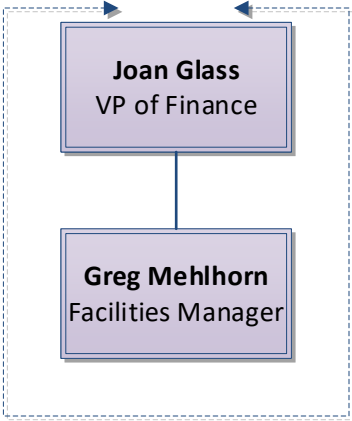 Joan Glass
VP of Finance
Greg Mehlhorn
Facilities Manager